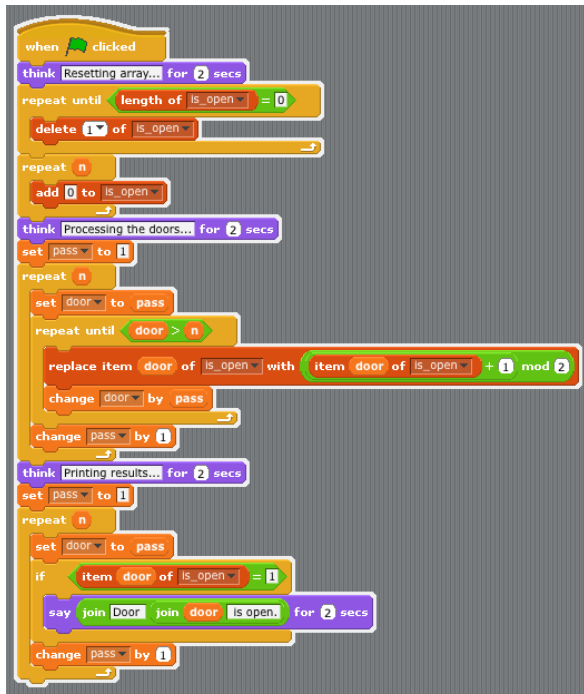 when clicked
think Resetting array... for 2 secs
repeat until length of is_open = 0
delete 1 of is_open
repeat n
add 0 to is_open
think Processing the doors... for 2 secs
set pass to 1
repeat n
set door to pass
repeat until door > n
replace item door of is_open with item door of is_open + 1 mod 2
change door by pass
change pass by 1
think Printing results... for 2 secs
set pass to 1
repeat n
set door to pass
if item door of is_open = 1
say join Door join door is open. for 2 secs
change pass by 1